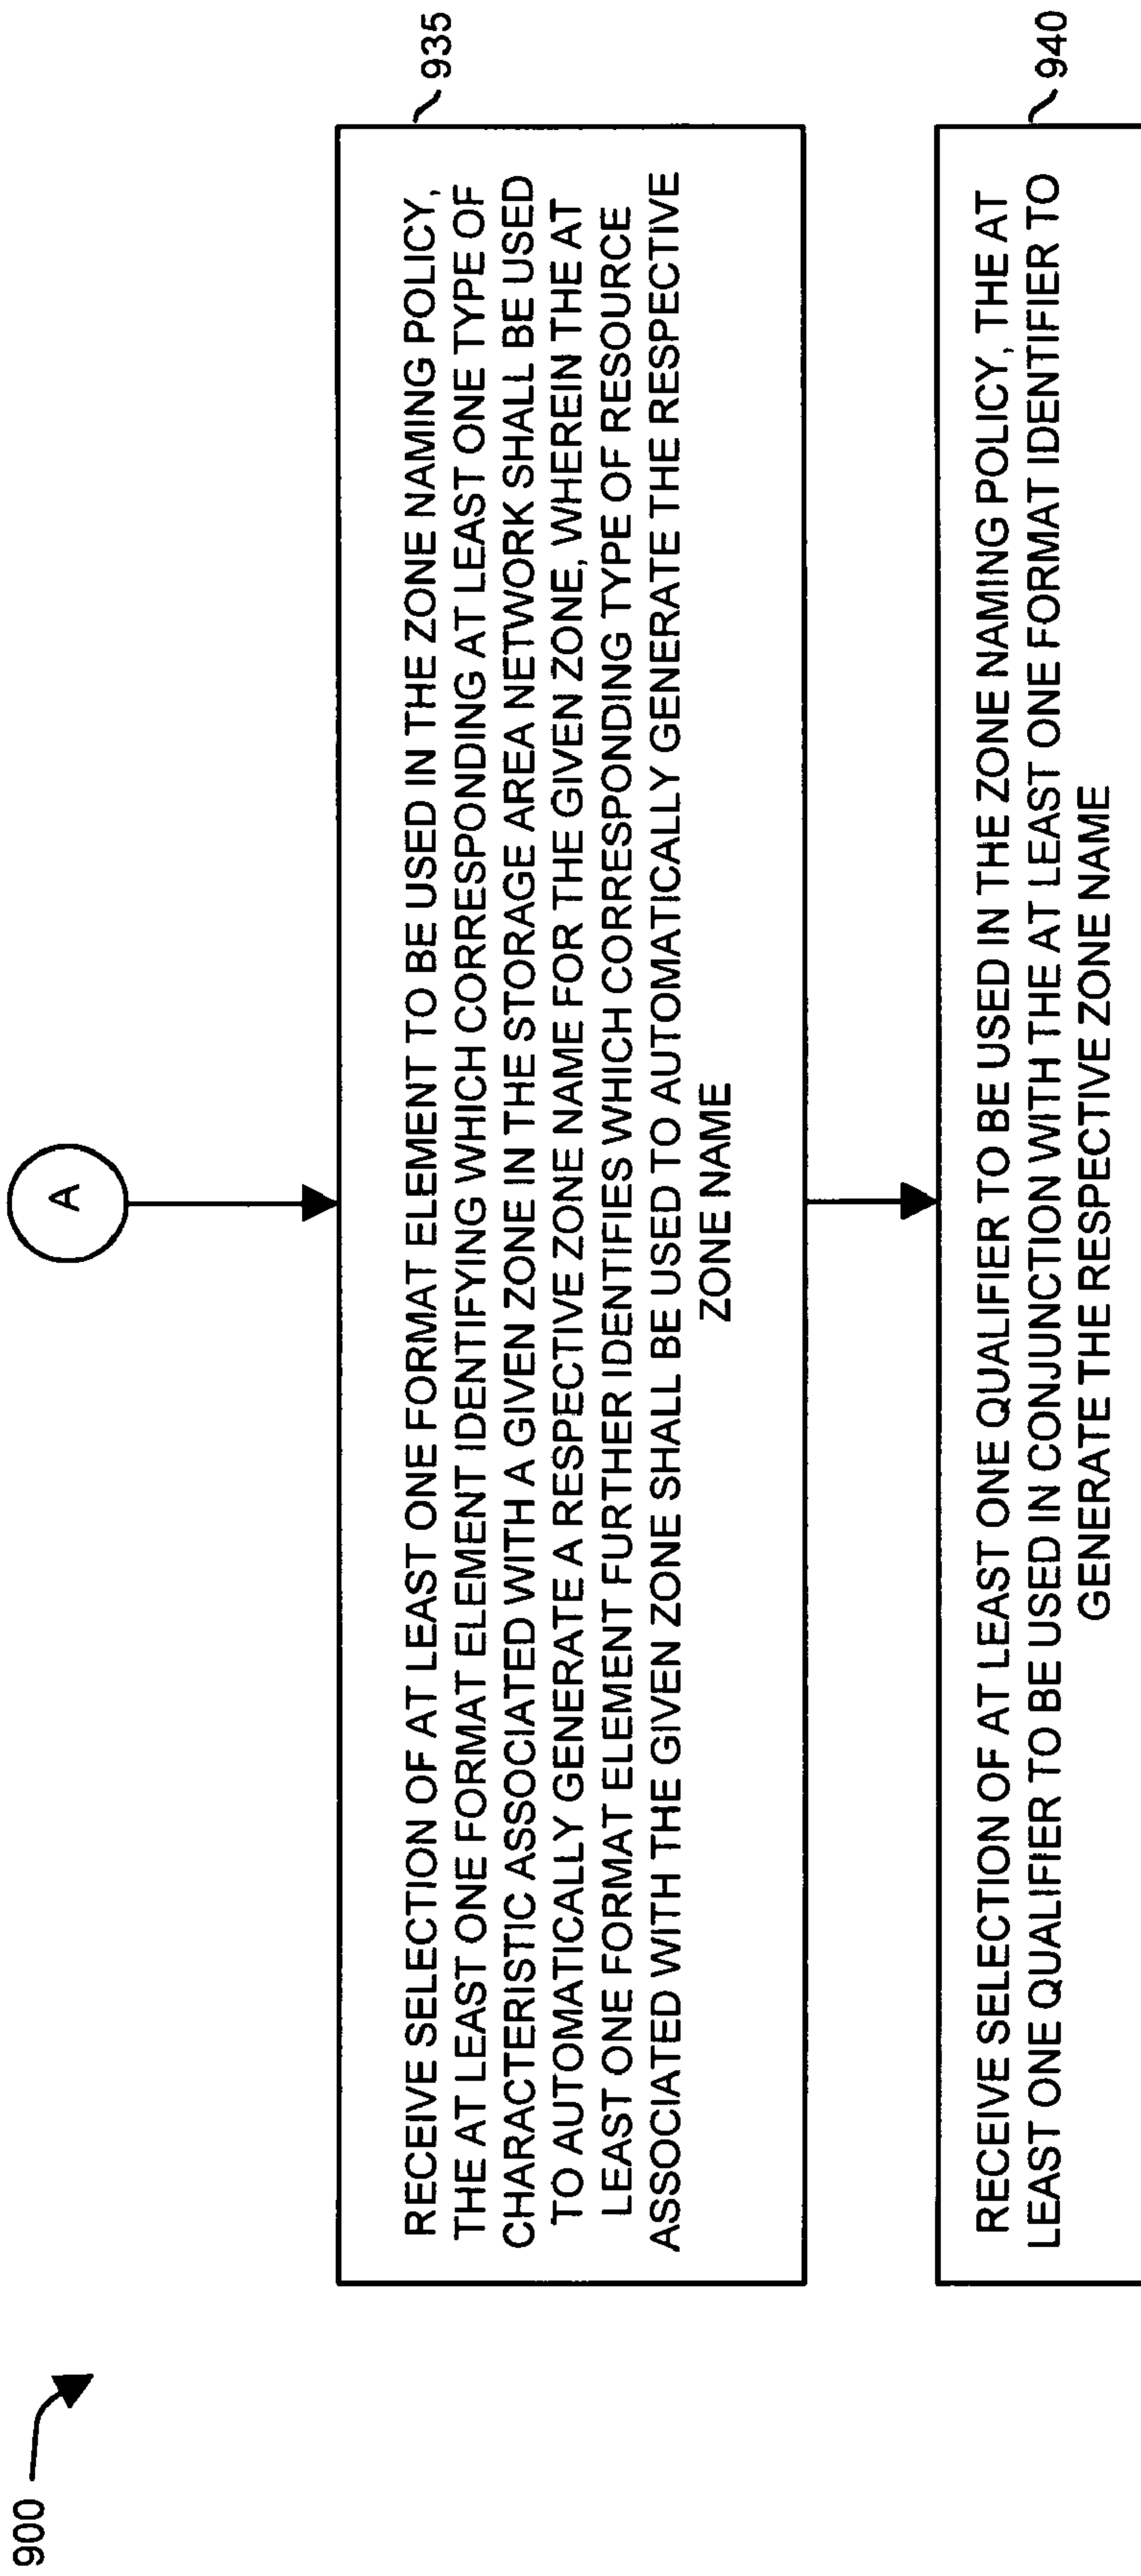 900
A
935
RECEIVE SELECTION OF AT LEAST ONE FORMAT ELEMENT TO BE USED IN THE ZONE NAMING POLICY,
THE AT LEAST ONE FORMAT ELEMENT IDENTIFYING WHICH CORRESPONDING AT LEAST ONE TYPE OF
CHARACTERISTIC ASSOCIATED WITH A GIVEN ZONE IN THE STORAGE AREA NETWORK SHALL BE USED
TO AUTOMATICALLY GENERATE A RESPECTIVE ZONE NAME FOR THE GIVEN ZONE, WHEREIN THE AT
LEAST ONE FORMAT ELEMENT FURTHER IDENTIFIES WHICH CORRESPONDING TYPE OF RESOURCE
ASSOCIATED WITH THE GIVEN ZONE SHALL BE USED TO AUTOMATICALLY GENERATE THE RESPECTIVE
ZONE NAME
940
RECEIVE SELECTION OF AT LEAST ONE QUALIFIER TO BE USED IN THE ZONE NAMING POLICY, THE AT
LEAST ONE QUALIFIER TO BE USED IN CONJUNCTION WITH THE AT LEAST ONE FORMAT IDENTIFIER TO
GENERATE THE RESPECTIVE ZONE NAME